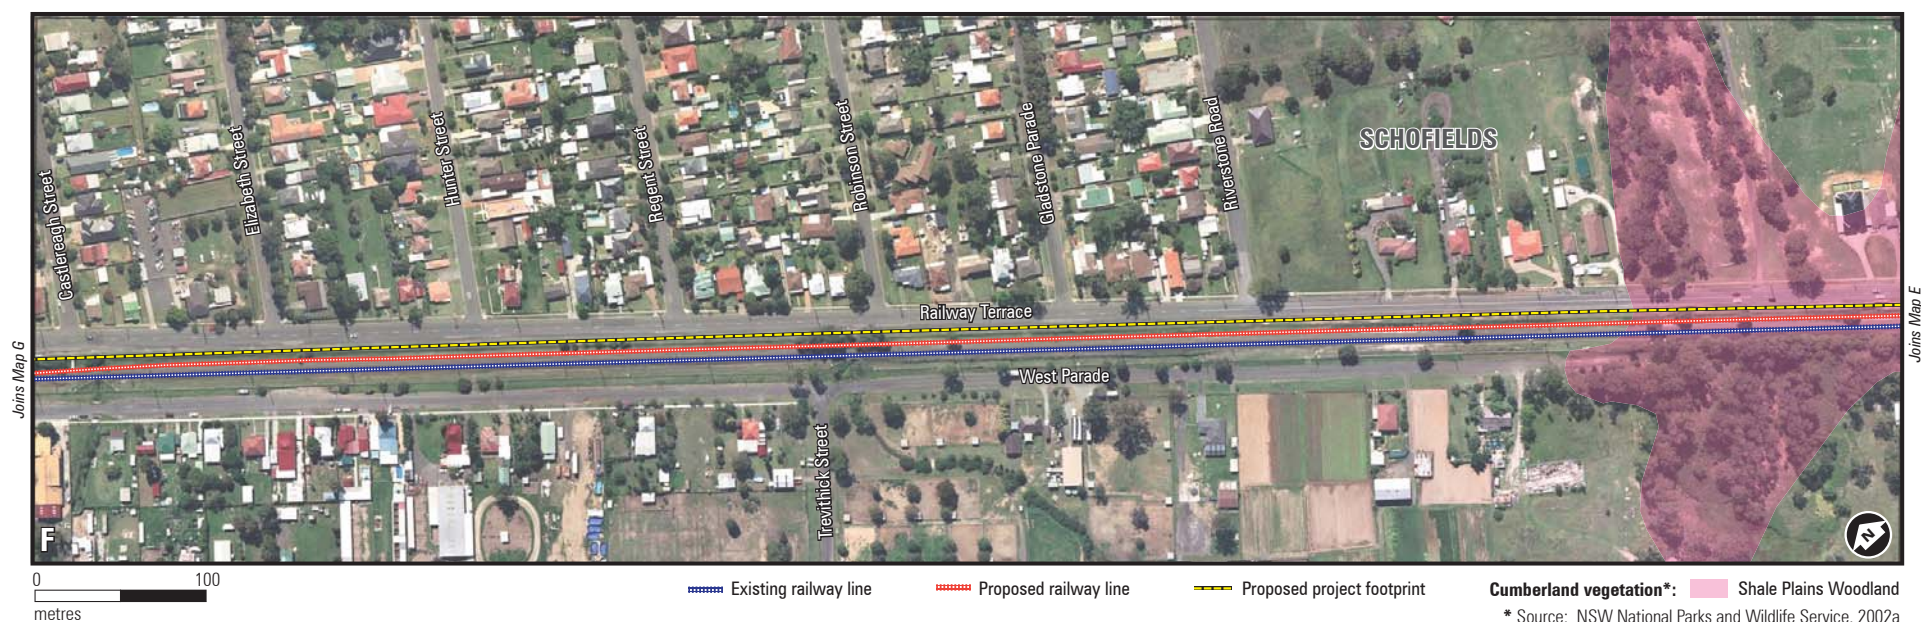 SCHOFIELDS
Castlereagh Street
Elizabeth Street
Hunter Street
Regent Street
Robinson Street
Gladstone Parade
Riverstone Road
Railway Terrace
West Parade
Trevithick Street
Joins Map G
Joins Map E
F
N
0 100
metres
Existing railway line
Proposed railway line
Proposed project footprint
Cumberland vegetation*: Shale Plains Woodland
* Source: NSW National Parks and Wildlife Service, 2002a